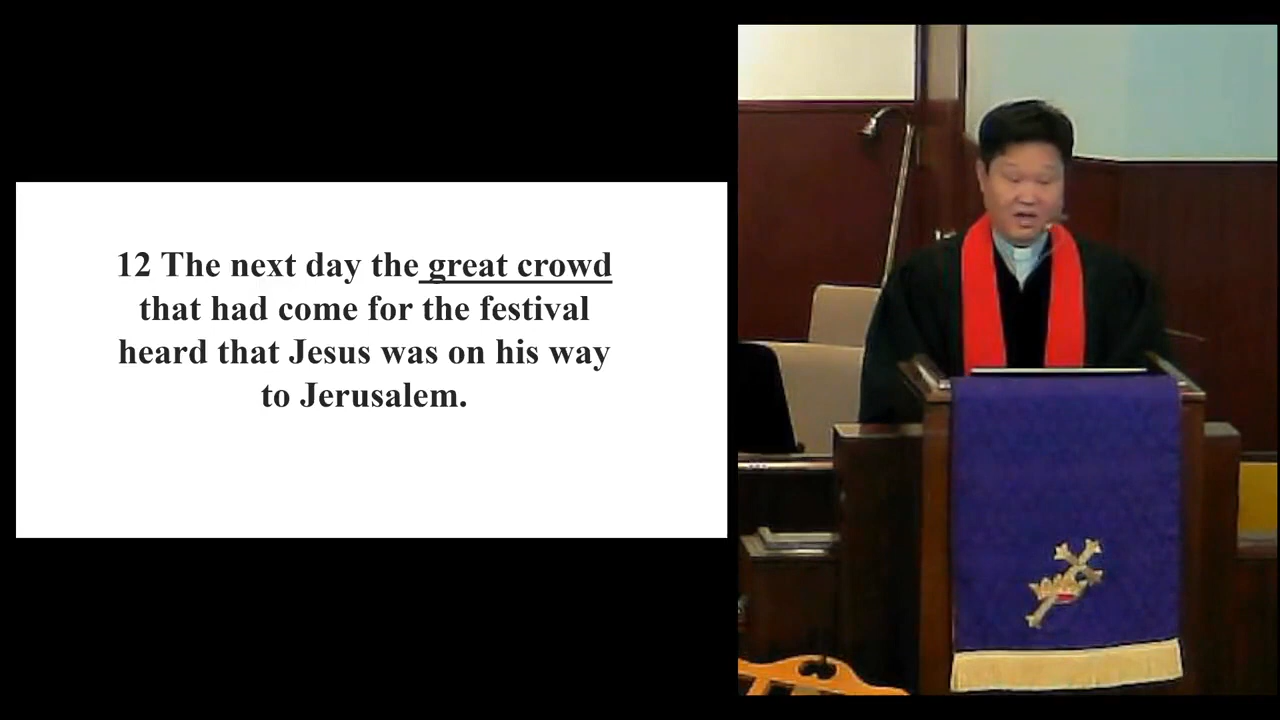 12 The next day the great crowd
that had come for the festival
heard that Jesus was on his way
to Jerusalem.